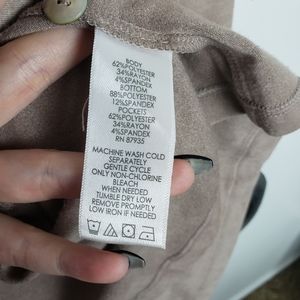 BODY
62%POLYESTER
34%RAYON
4%SPANDEX
BOTTOM
88%POLYESTER
12%SPANDEX
POCKETS
62%POLYESTER
34%RAYON
4%SPANDEX
RN 87935
MACHINE WASH COLD
SEPARATELY
GENTLE CYCLE
ONLY NON-CHLORINE
BLEACH
WHEN NEEDED
TUMBLE DRY LOW
REMOVE PROMPTLY
LOW IRON IF NEEDED